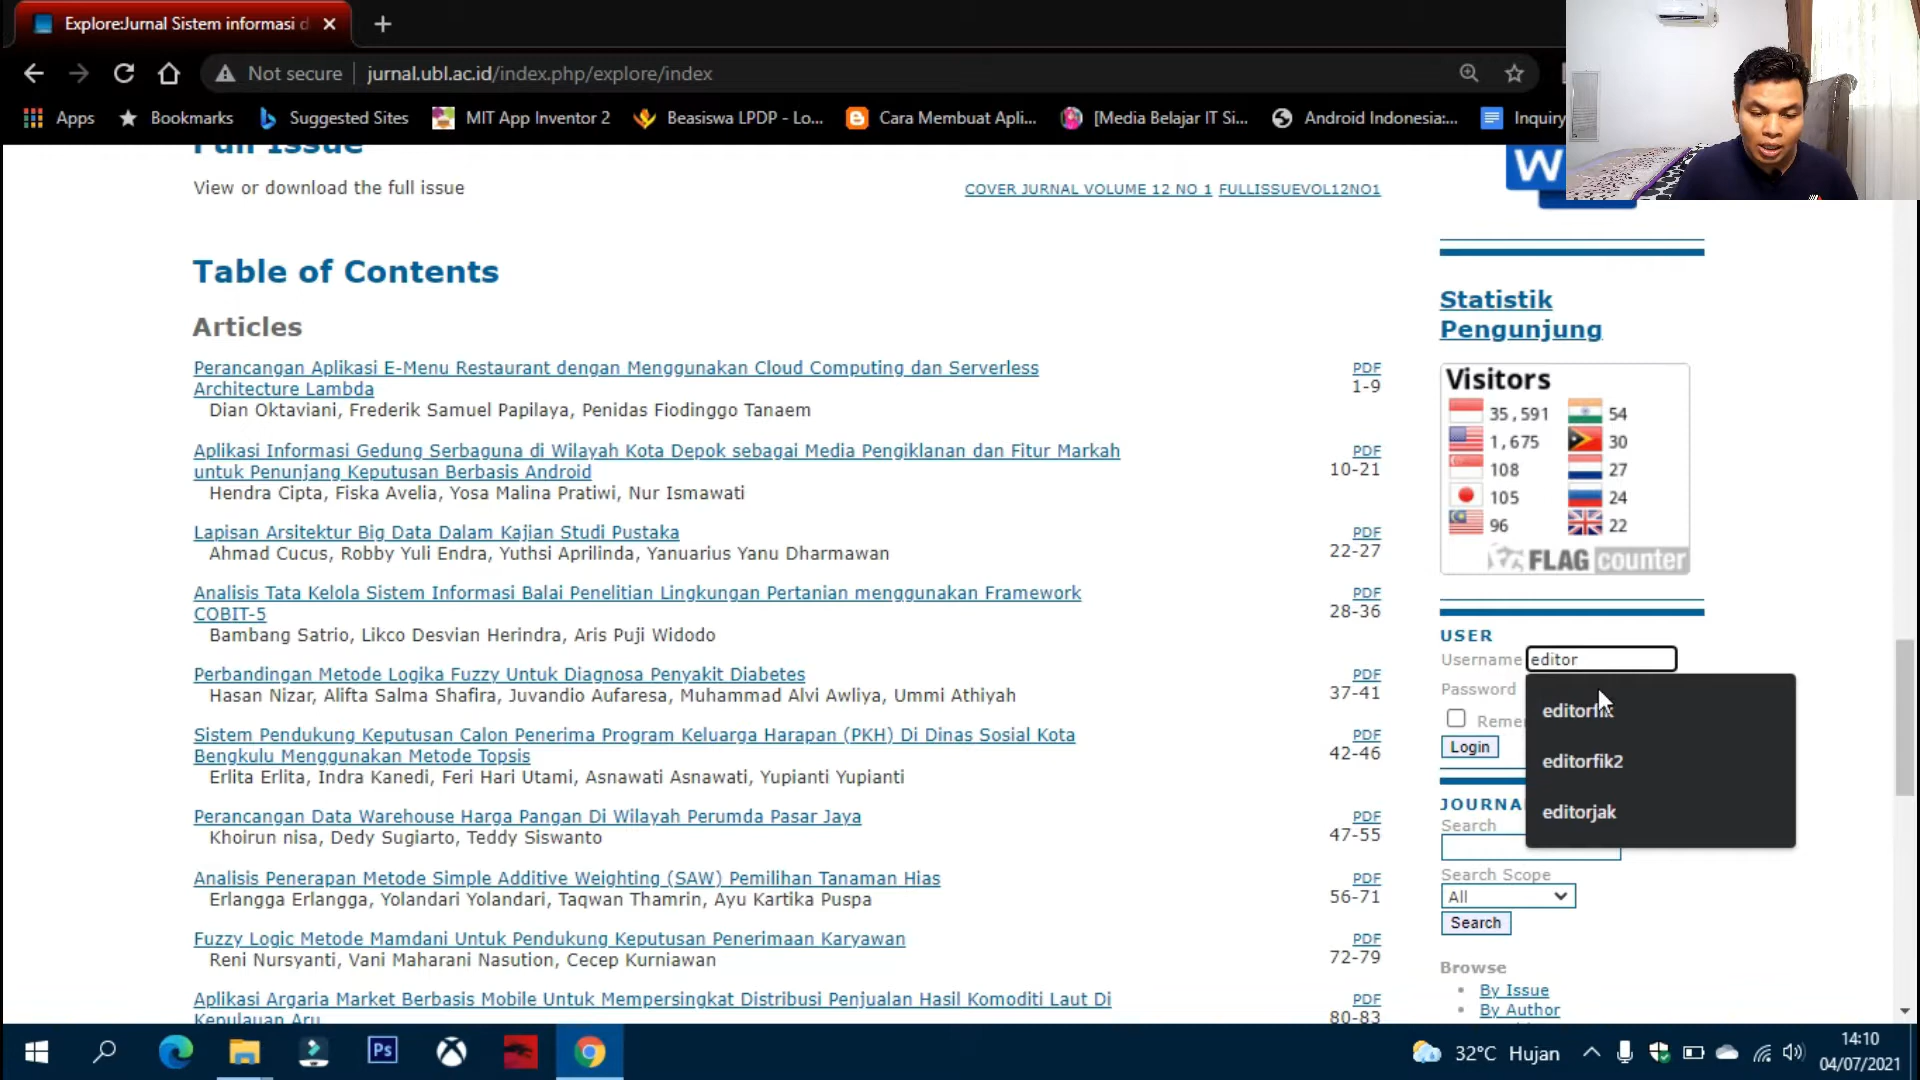 Explore:Jurnal Sistem informasi d
Not secure
jurnal.ubl.ac.id/index.php/explore/index
Apps
Bookmarks
Suggested Sites
MIT App Inventor 2
Beasiswa LPDP - Lo...
Cara Membuat Apli...
[Media Belajar IT Si...
Android Indonesia:...
Inquiry
Full Issue
View or download the full issue
COVER JURNAL VOLUME 12 NO 1 FULLISSUEVOL12NO1
W
Table of Contents
Articles
Perancangan Aplikasi E-Menu Restaurant dengan Menggunakan Cloud Computing dan Serverless
Architecture Lambda
PDF
1-9
Dian Oktaviani, Frederik Samuel Papilaya, Penidas Fiodinggo Tanaem
Aplikasi Informasi Gedung Serbaguna di Wilayah Kota Depok sebagai Media Pengiklanan dan Fitur Markah
untuk Penunjang Keputusan Berbasis Android
PDF
10-21
Hendra Cipta, Fiska Avelia, Yosa Malina Pratiwi, Nur Ismawati
Lapisan Arsitektur Big Data Dalam Kajian Studi Pustaka
PDF
22-27
Ahmad Cucus, Robby Yuli Endra, Yuthsi Aprilinda, Yanuarius Yanu Dharmawan
Analisis Tata Kelola Sistem Informasi Balai Penelitian Lingkungan Pertanian menggunakan Framework
COBIT-5
PDF
28-36
Bambang Satrio, Likco Desvian Herindra, Aris Puji Widodo
Perbandingan Metode Logika Fuzzy Untuk Diagnosa Penyakit Diabetes
PDF
37-41
Hasan Nizar, Alifta Salma Shafira, Juvandio Aufaresa, Muhammad Alvi Awliya, Ummi Athiyah
Sistem Pendukung Keputusan Calon Penerima Program Keluarga Harapan (PKH) Di Dinas Sosial Kota
Bengkulu Menggunakan Metode Topsis
PDF
42-46
Erlita Erlita, Indra Kanedi, Feri Hari Utami, Asnawati Asnawati, Yupianti Yupianti
Perancangan Data Warehouse Harga Pangan Di Wilayah Perumda Pasar Jaya
PDF
47-55
Khoirun nisa, Dedy Sugiarto, Teddy Siswanto
Analisis Penerapan Metode Simple Additive Weighting (SAW) Pemilihan Tanaman Hias
PDF
56-71
Erlangga Erlangga, Yolandari Yolandari, Taqwan Thamrin, Ayu Kartika Puspa
Fuzzy Logic Metode Mamdani Untuk Pendukung Keputusan Penerimaan Karyawan
PDF
72-79
Reni Nursyanti, Vani Maharani Nasution, Cecep Kurniawan
Aplikasi Argaria Market Berbasis Mobile Untuk Mempersingkat Distribusi Penjualan Hasil Komoditi Laut Di
Kepulauan Aru
PDF
80-83
Statistik
Pengunjung
Visitors
35,591 54
1,675 30
108 27
105 24
96 22
FLAG counter
USER
Username editor
Password
Reme
Login
editorfik
editorfik2
editorjak
JOURNA
Search
Search Scope
All
Search
Browse
By Issue
By Author
Ps
32°C Hujan
14:10
04/07/2021